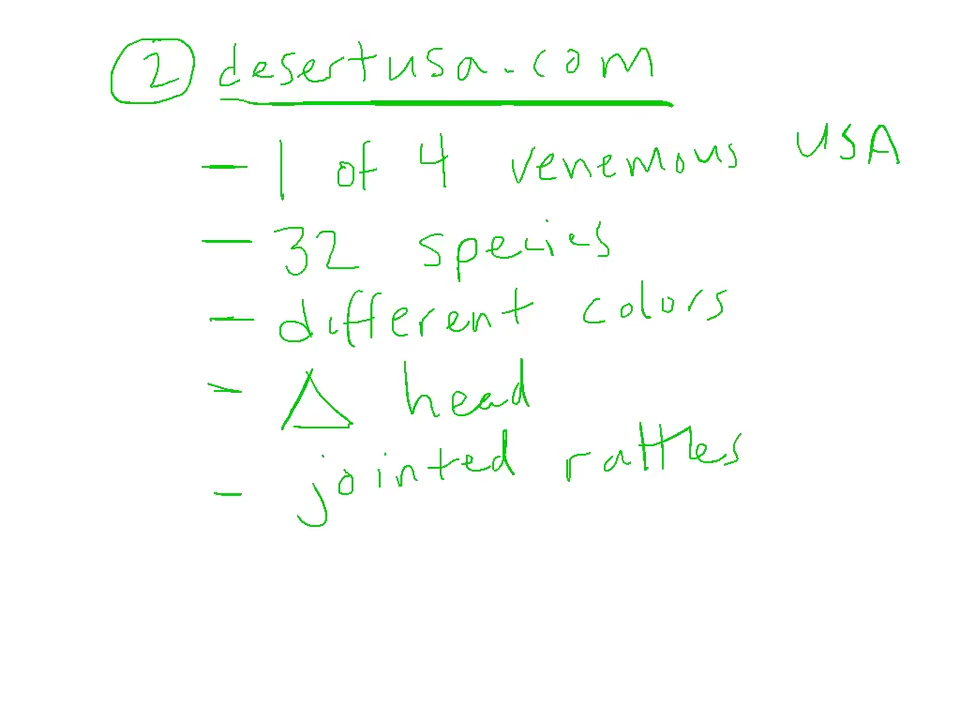 2 desertusa.com
- 1 of 4 venemous USA
- 32 species
- different colors
- △ head
- jointed rattles